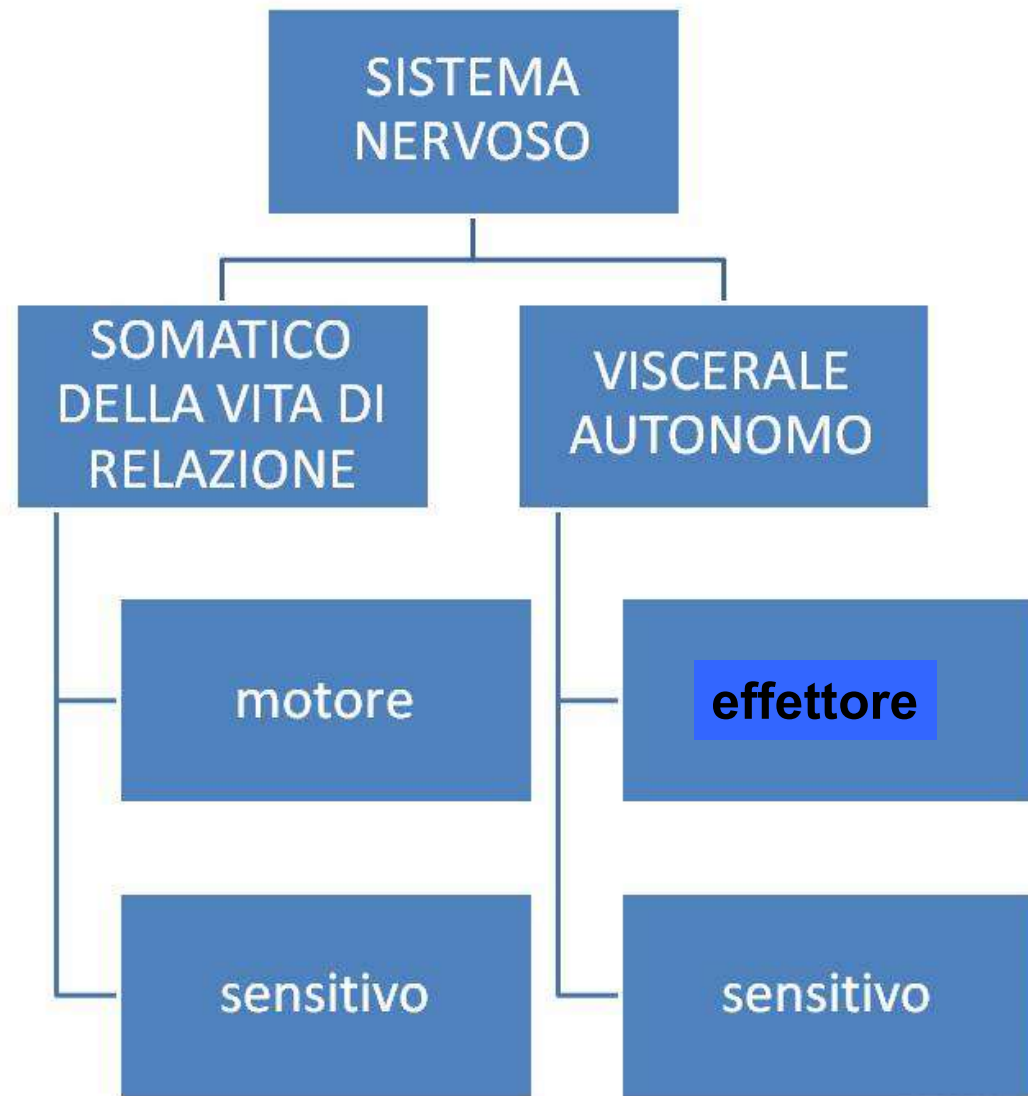 SISTEMA
NERVOSO
SOMATICO
DELLA VITA DI
RELAZIONE
VISCERALE
AUTONOMO
motore
effettore
sensitivo
sensitivo